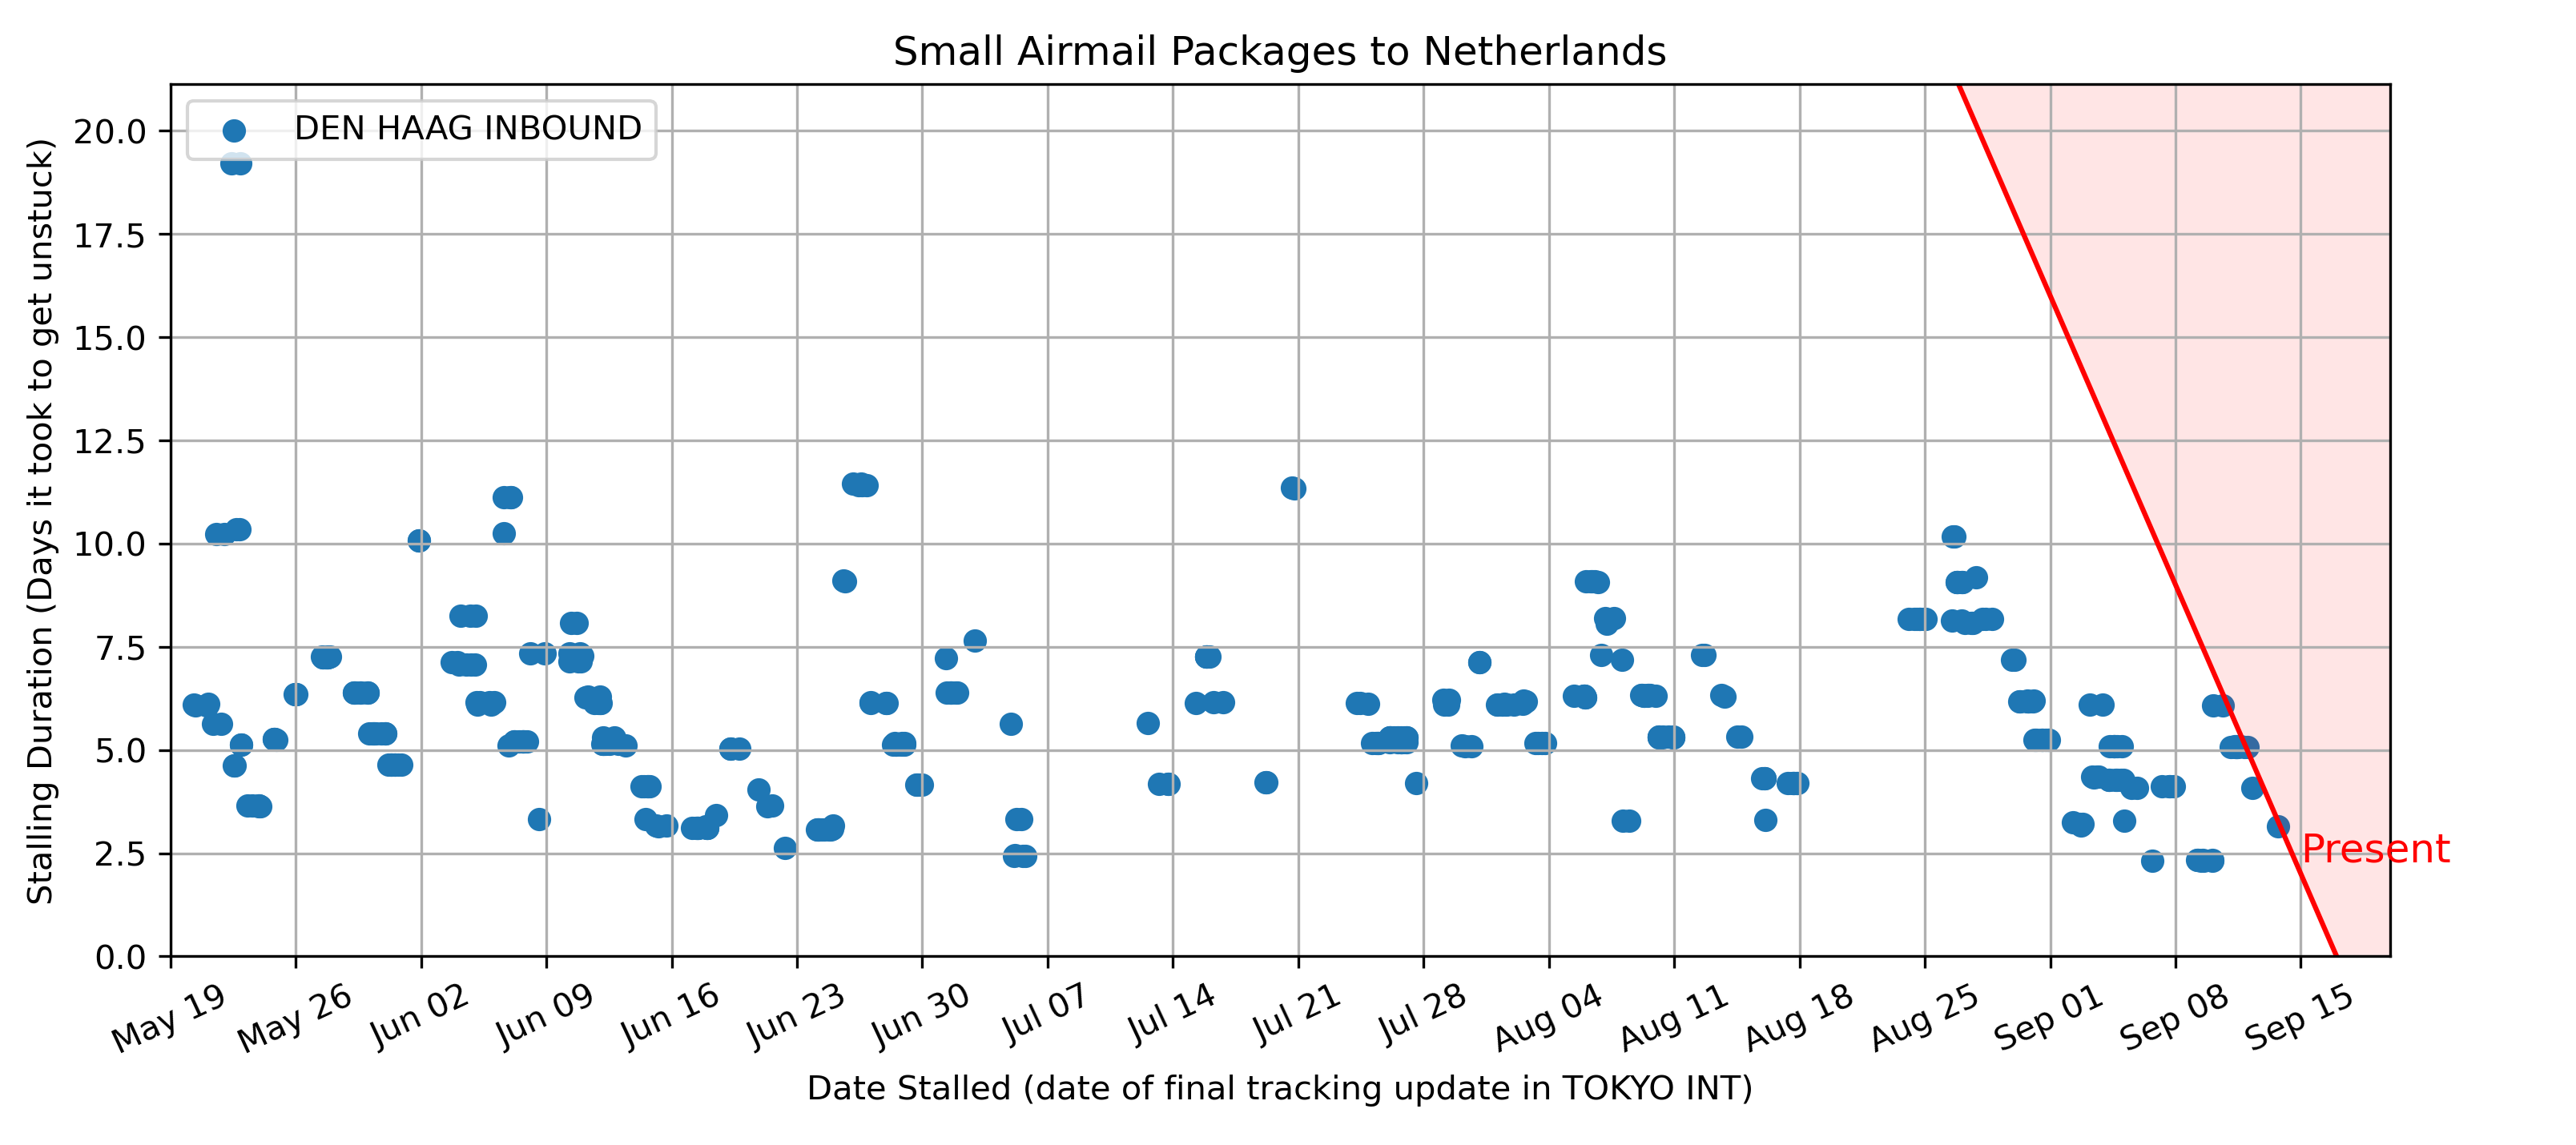 Small Airmail Packages to Netherlands
DEN HAAG INBOUND
Stalling Duration (Days it took to get unstuck)
20.0
17.5
15.0
12.5
10.0
7.5
5.0
2.5
0.0
Present
May 19
May 26
Jun 02
Jun 09
Jun 16
Jun 23
Jun 30
Jul 07
Jul 14
Jul 21
Jul 28
Aug 04
Aug 11
Aug 18
Aug 25
Sep 01
Sep 08
Sep 15
Date Stalled (date of final tracking update in TOKYO INT)